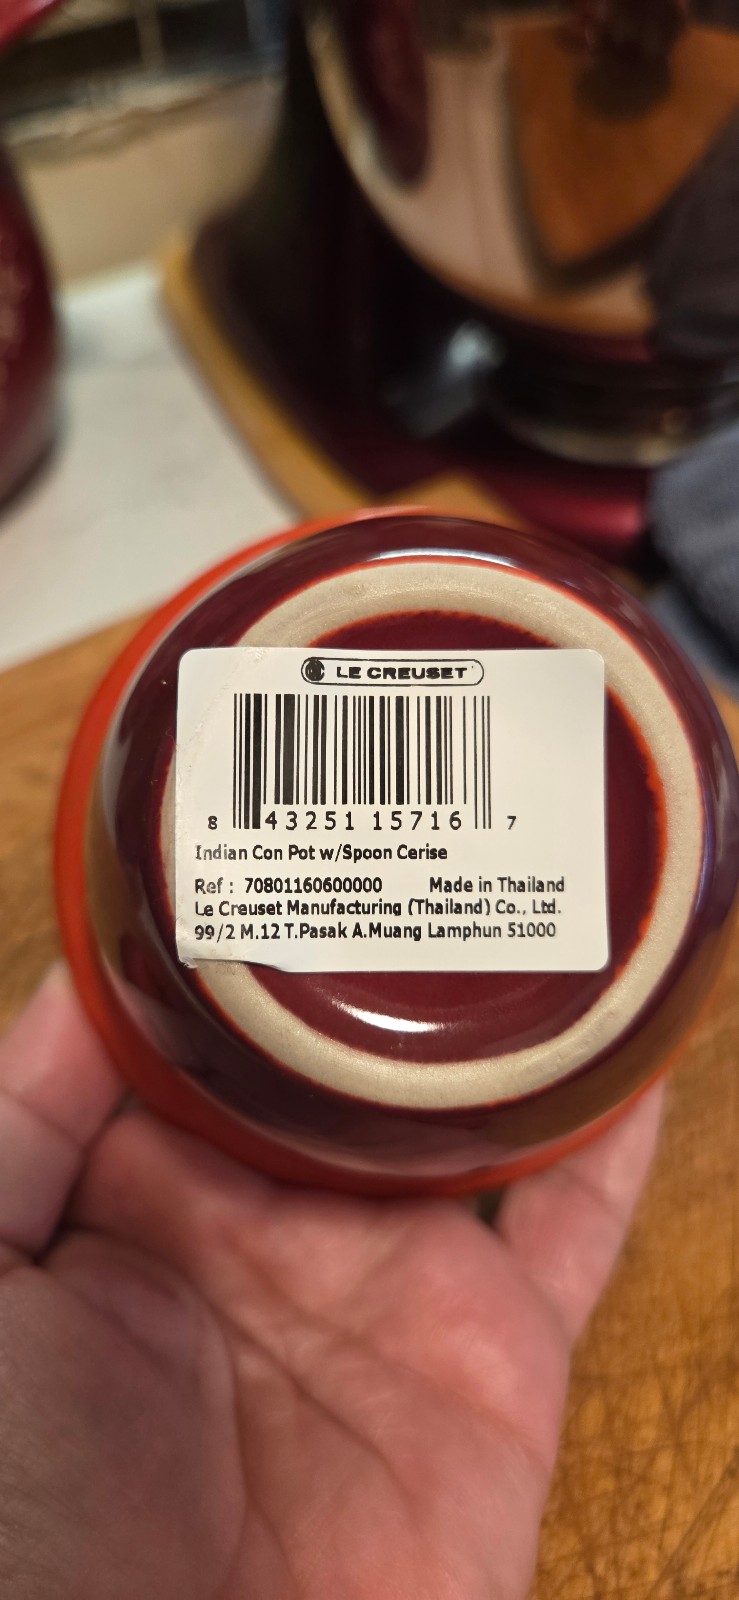 LE CREUSET
8 43251 15716 7
Indian Con Pot w/Spoon Cerise
Ref : 70801160600000 Made in Thailand
Le Creuset Manufacturing (Thailand) Co., Ltd.
99/2 M.12 T.Pasak A.Muang Lamphun 51000